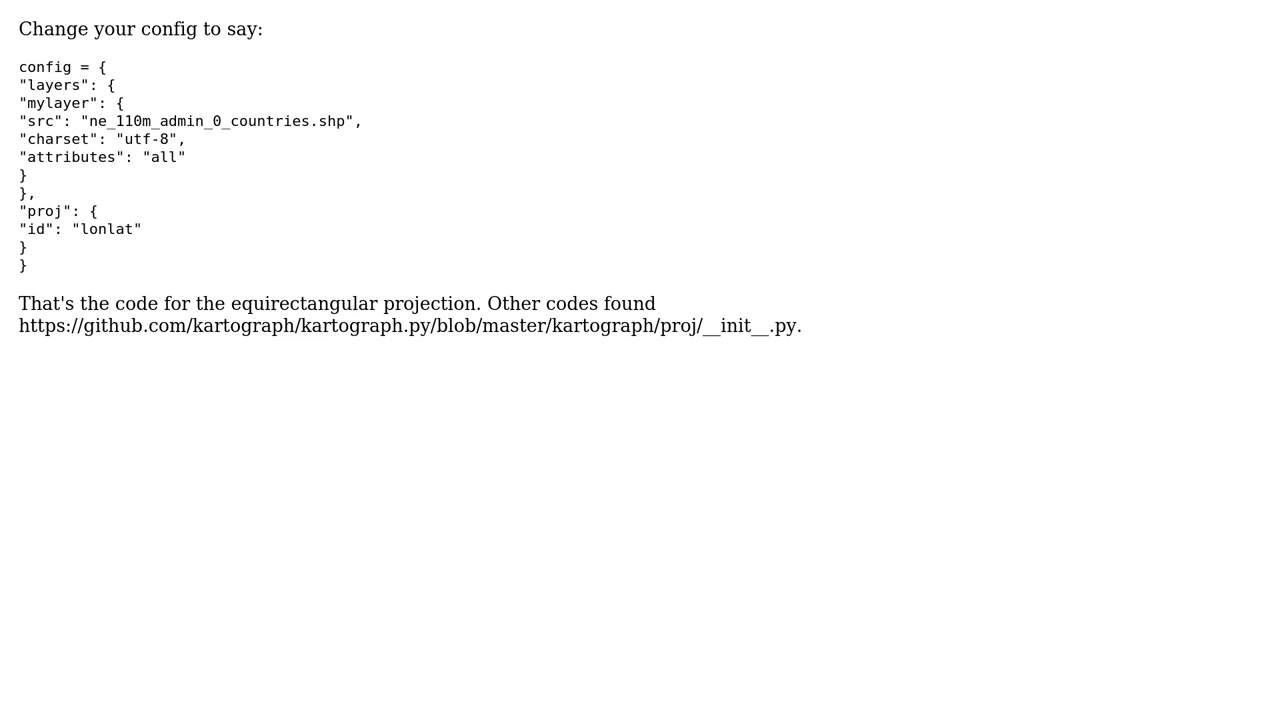 Change your config to say:
config = {
"layers": {
"mylayer": {
"src": "ne_110m_admin_0_countries.shp",
"charset": "utf-8",
"attributes": "all"
}
},
"proj": {
"id": "lonlat"
}
}
That's the code for the equirectangular projection. Other codes found
https://github.com/kartograph/kartograph.py/blob/master/kartograph/proj/__init__.py.